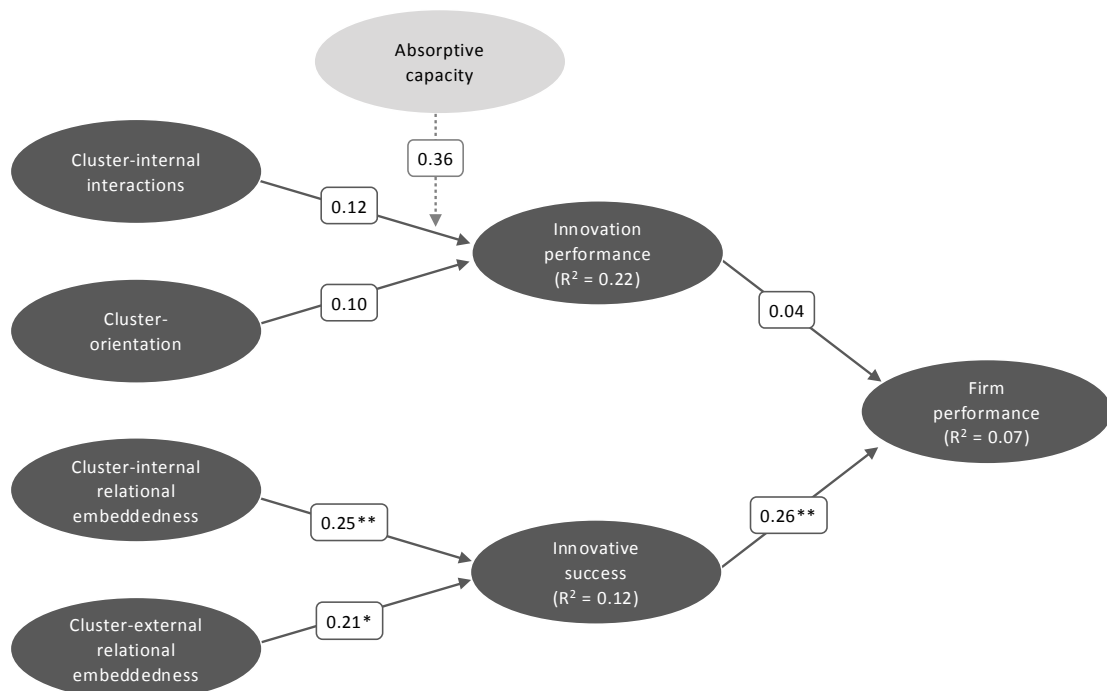 Absorptive
capacity
0.36
Cluster-internal
interactions
0.12
Innovation
performance
(R² = 0.22)
0.10
Cluster-
orientation
0.04
Firm
performance
(R² = 0.07)
Cluster-internal
relational
embeddedness
0.25**
0.26**
Innovative
success
(R² = 0.12)
0.21*
Cluster-external
relational
embeddedness